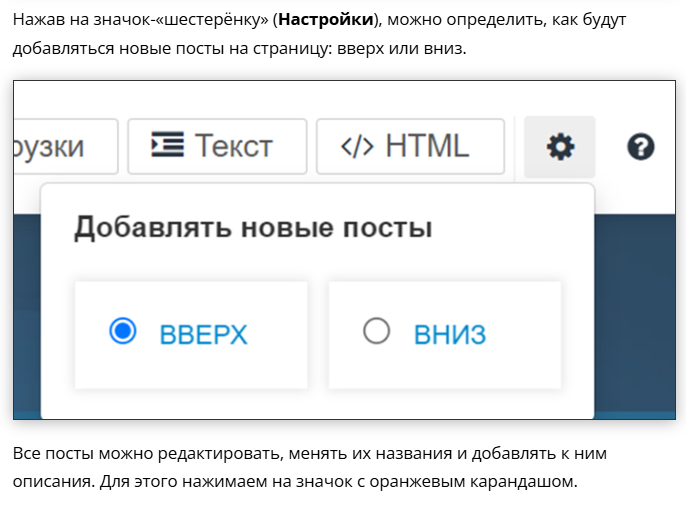 Нажав на значок-«шестерёнку» (Настройки), можно определить, как будут
добавляться новые посты на страницу: вверх или вниз.
рузки Текст </> HTML ?
Добавлять новые посты
ВВЕРХ ВНИЗ
Все посты можно редактировать, менять их названия и добавлять к ним
описания. Для этого нажимаем на значок с оранжевым карандашом.